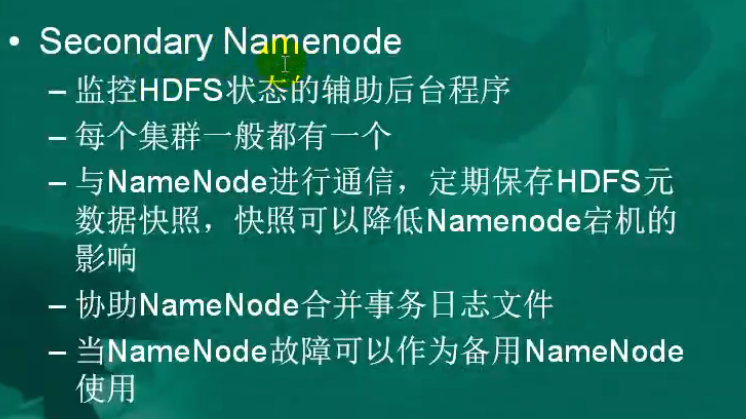 • Secondary Namenode
– 监控HDFS状态的辅助后台程序
– 每个集群一般都有一个
– 与NameNode进行通信，定期保存HDFS元
数据快照，快照可以降低Namenode宕机的
影响
– 协助NameNode合并事务日志文件
– 当NameNode故障可以作为备用NameNode
使用